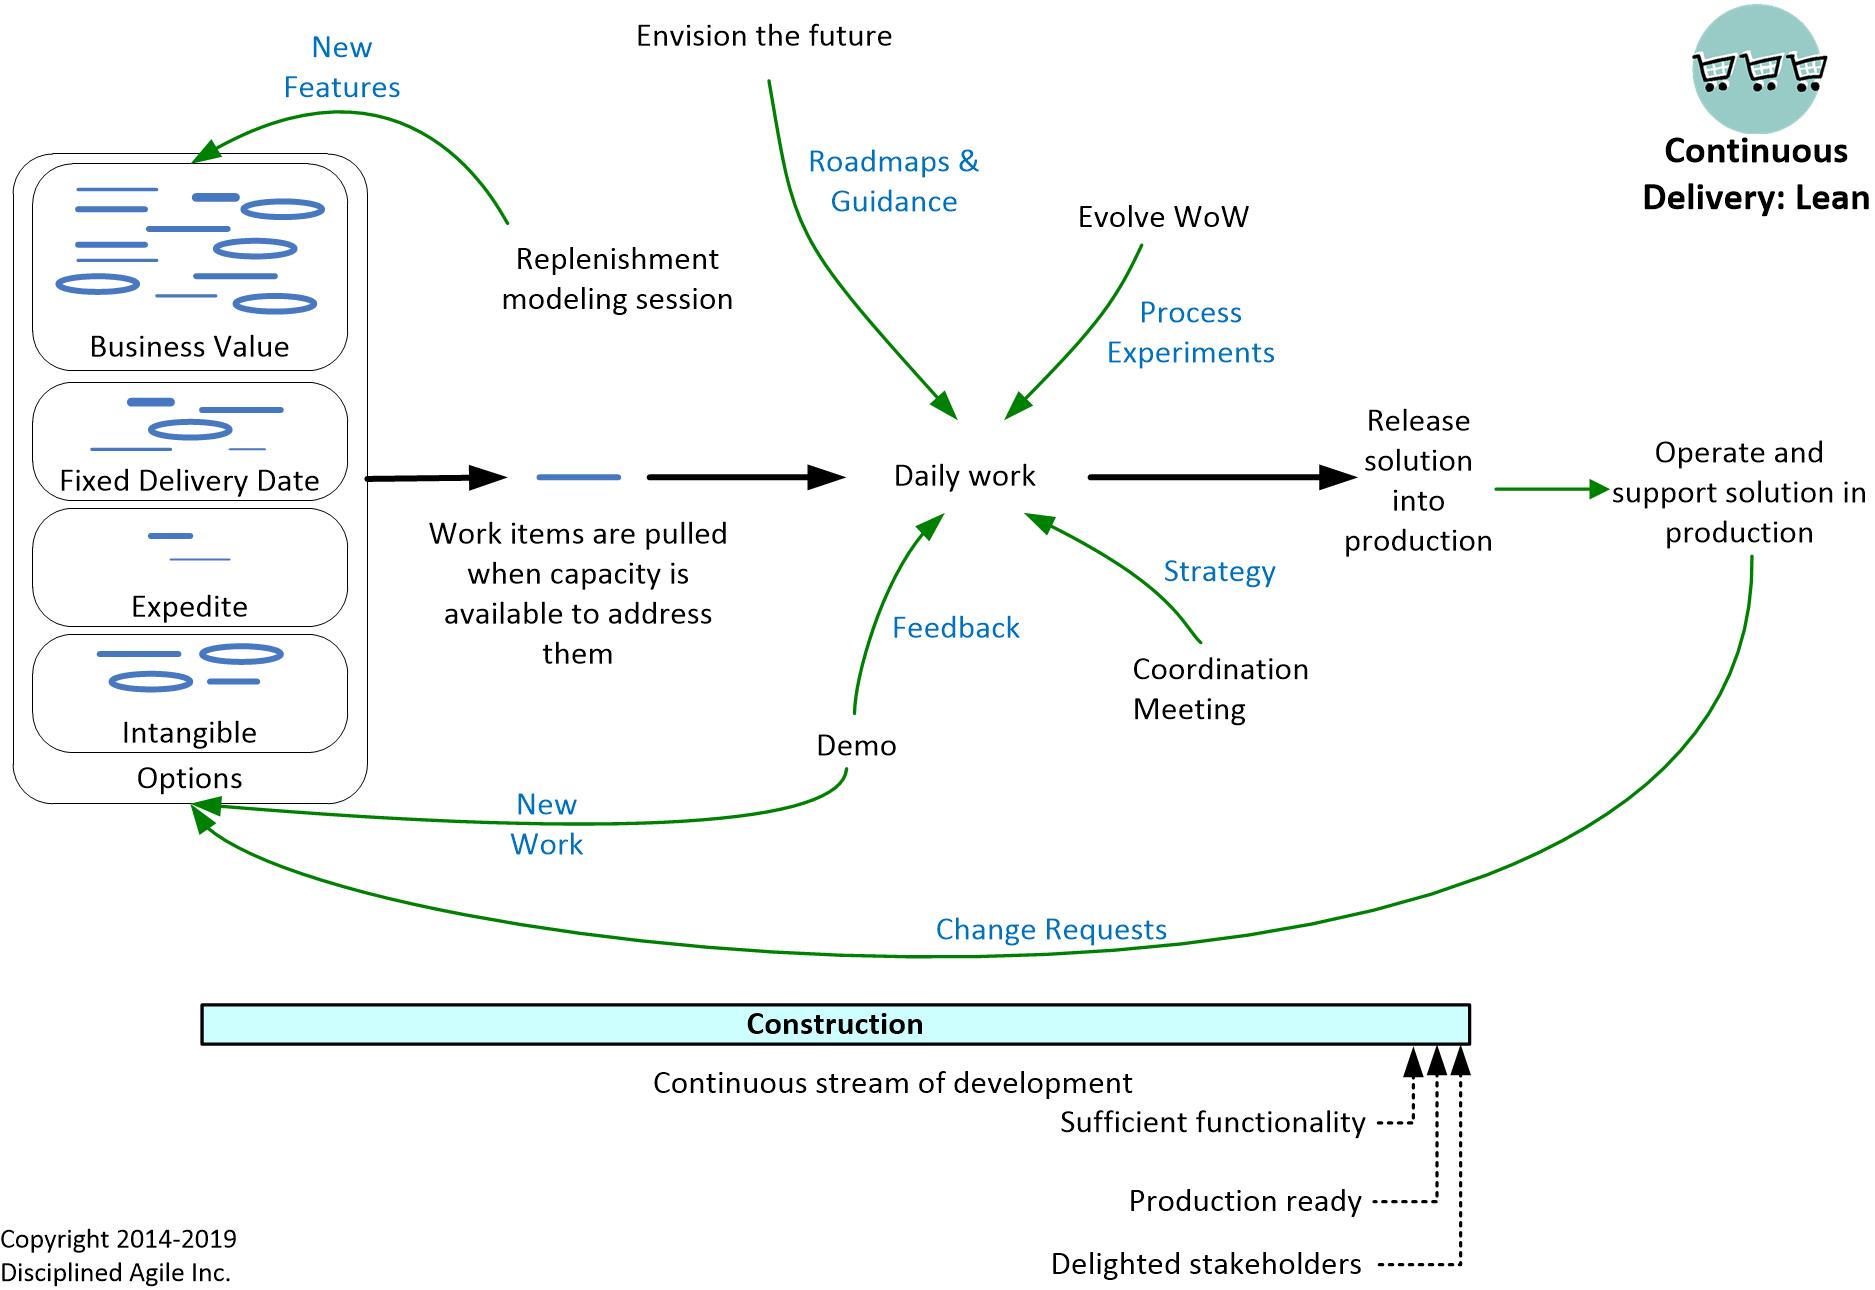 New
Features
Envision the future
Continuous
Delivery: Lean
Roadmaps &
Guidance
Evolve WoW
Replenishment
modeling session
Process
Experiments
Business Value
Fixed Delivery Date
Expedite
Intangible
Options
Work items are pulled
when capacity is
available to address
them
Daily work
Release
solution
into
production
Operate and
support solution in
production
Strategy
Feedback
Coordination
Meeting
Demo
New
Work
Change Requests
Construction
Continuous stream of development
Sufficient functionality
Production ready
Delighted stakeholders
Copyright 2014-2019
Disciplined Agile Inc.